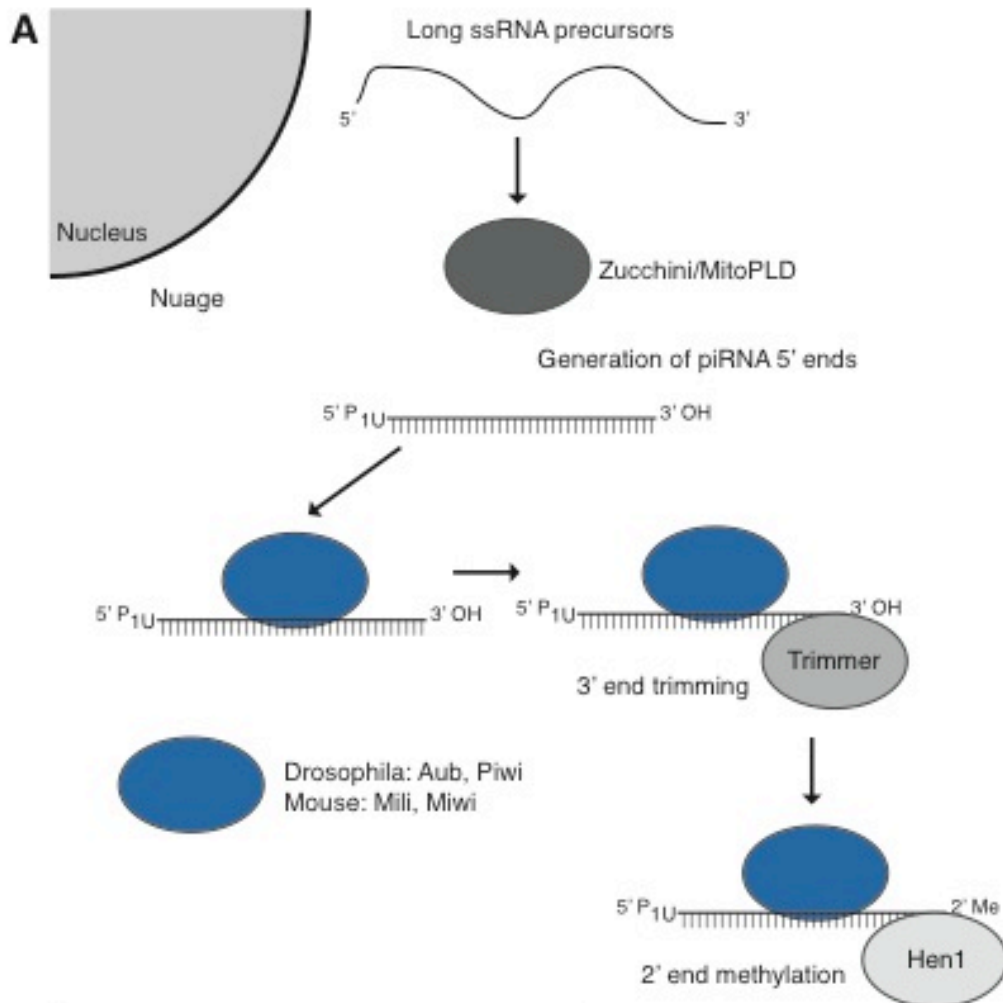 A
Long ssRNA precursors
5'
3'
Nucleus
Zucchini/MitoPLD
Nuage
Generation of piRNA 5' ends
5' P1U 3' OH
5' P1U 3' OH
5' P1U 3' OH
Trimmer
3' end trimming
Drosophila: Aub, Piwi
Mouse: Mili, Miwi
5' P1U 2' Me
Hen1
2' end methylation